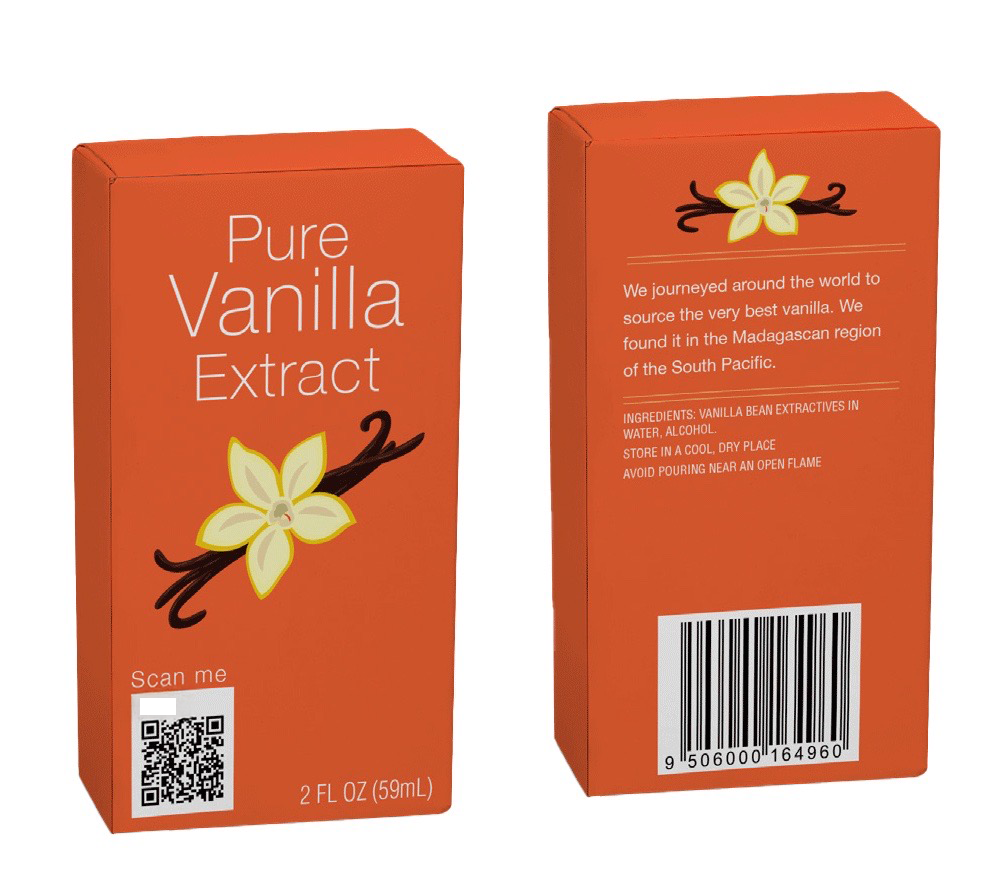 Pure
Vanilla
Extract
Scan me
2 FL OZ (59mL)
We journeyed around the world to
source the very best vanilla. We
found it in the Madagascan region
of the South Pacific.
INGREDIENTS: VANILLA BEAN EXTRACTIVES IN
WATER, ALCOHOL.
STORE IN A COOL, DRY PLACE
AVOID POURING NEAR AN OPEN FLAME
9 506000 164960